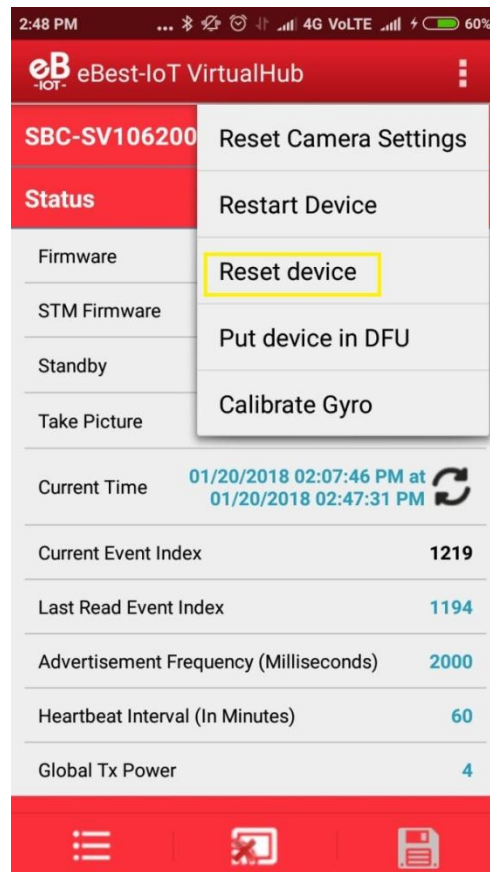 2:48 PM ... 4G VoLTE 60%
eB
-IOT-
eBest-IoT VirtualHub
SBC-SV106200
Reset Camera Settings
Status
Restart Device
Firmware
Reset device
STM Firmware
Put device in DFU
Standby
Calibrate Gyro
Take Picture
Current Time 01/20/2018 02:07:46 PM at
01/20/2018 02:47:31 PM
Current Event Index 1219
Last Read Event Index 1194
Advertisement Frequency (Milliseconds) 2000
Heartbeat Interval (In Minutes) 60
Global Tx Power 4